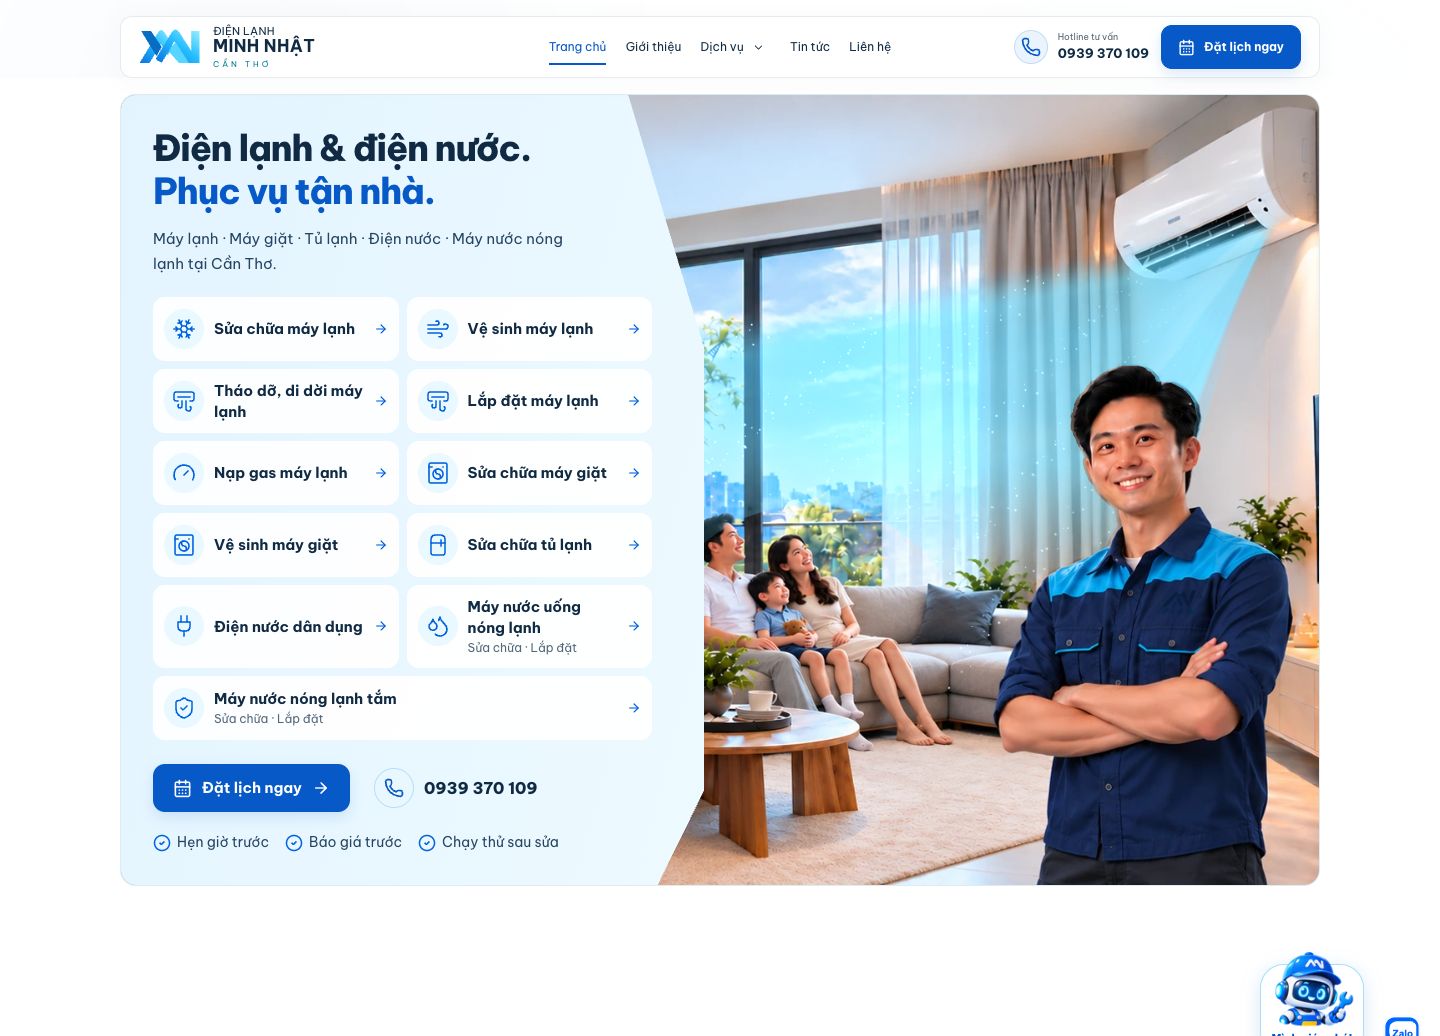 ĐIỆN LẠNH
MINH NHẬT
CẦN THƠ
Trang chủ
Giới thiệu
Dịch vụ
Tin tức
Liên hệ
Hotline tư vấn
0939 370 109
Đặt lịch ngay
Điện lạnh & điện nước.
Phục vụ tận nhà.
Máy lạnh · Máy giặt · Tủ lạnh · Điện nước · Máy nước nóng
lạnh tại Cần Thơ.
Sửa chữa máy lạnh
Vệ sinh máy lạnh
Tháo dỡ, di dời máy
lạnh
Lắp đặt máy lạnh
Nạp gas máy lạnh
Sửa chữa máy giặt
Vệ sinh máy giặt
Sửa chữa tủ lạnh
Điện nước dân dụng
Máy nước uống
nóng lạnh
Sửa chữa · Lắp đặt
Máy nước nóng lạnh tắm
Sửa chữa · Lắp đặt
Đặt lịch ngay
0939 370 109
Hẹn giờ trước
Báo giá trước
Chạy thử sau sửa
Zalo